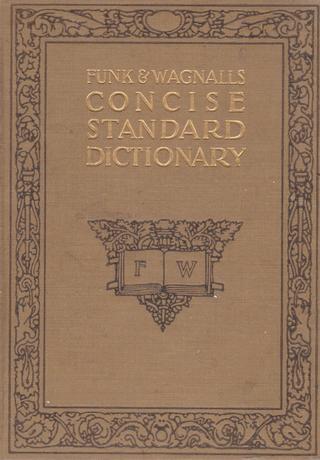 FUNK & WAGNALLS
CONCISE
STANDARD
DICTIONARY
F W